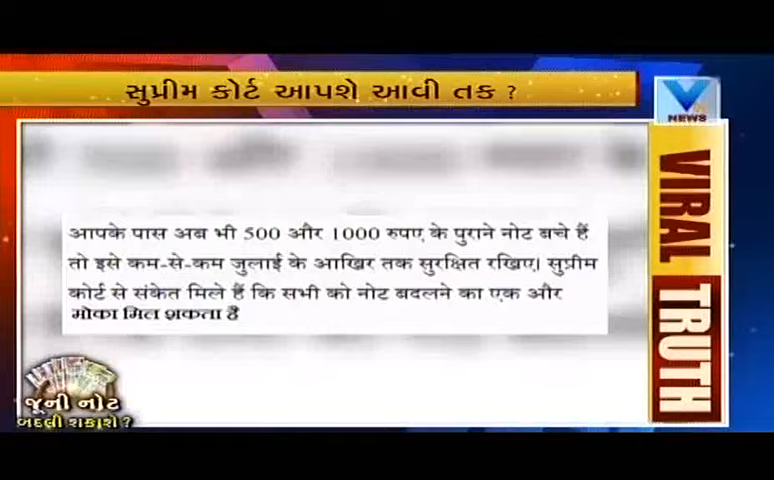 સુપ્રીમ કોર્ટ આપશે આવી તક ?
NEWS
आपके पास अब भी 500 और 1000 रुपए के पुराने नोट बचे हैं
तो इसे कम-से-कम जुलाई के आखिर तक सुरक्षित रखिए। सुप्रीम
कोर्ट से संकेत मिले हैं कि सभी को नोट बदलने का एक और
मौका मिल सकता है
VIRAL TRUTH
જૂની નોટ
બદલી શકાશે?